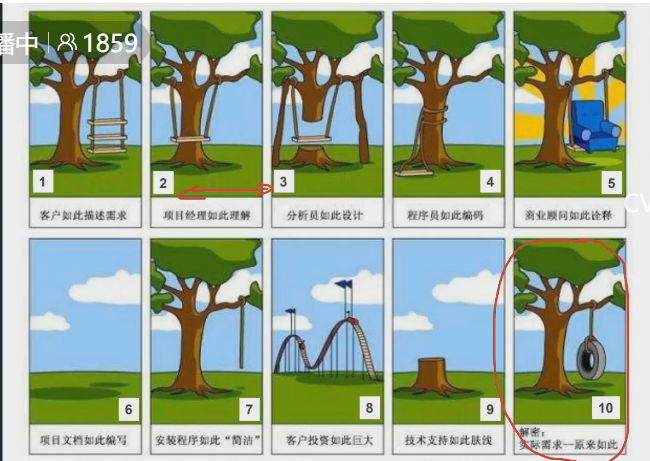 播中 1859
1
2
3
4
5
客户如此描述需求
项目经理如此理解
分析员如此设计
程序员如此编码
商业顾问如此诠释
CV
6
7
8
9
10
项目文档如此编写
安装程序如此“简洁”
客户投资如此巨大
技术支持如此肤浅
解密：
实际需求--原来如此